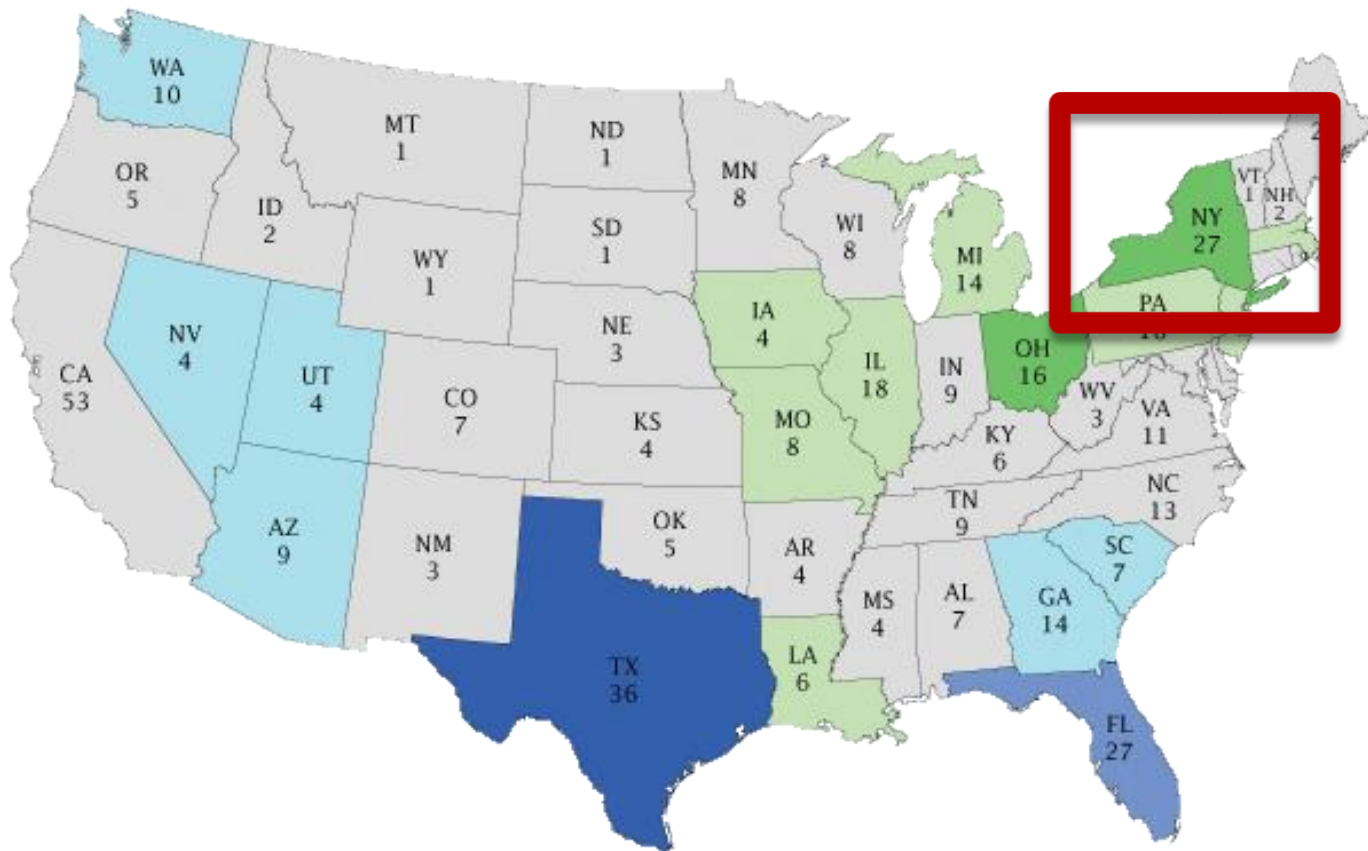 WA
10
MT
1
ND
1
MN
8
OR
5
ID
2
WY
1
SD
1
WI
8
MI
14
VT
1
NH
2
2
NY
27
NV
4
UT
4
CA
53
CO
7
NE
3
IA
4
IL
18
IN
9
OH
16
PA
WV
3
VA
11
KS
4
MO
8
KY
6
AZ
9
NM
3
OK
5
AR
4
TN
9
NC
13
SC
7
MS
4
AL
7
GA
14
TX
36
LA
6
FL
27